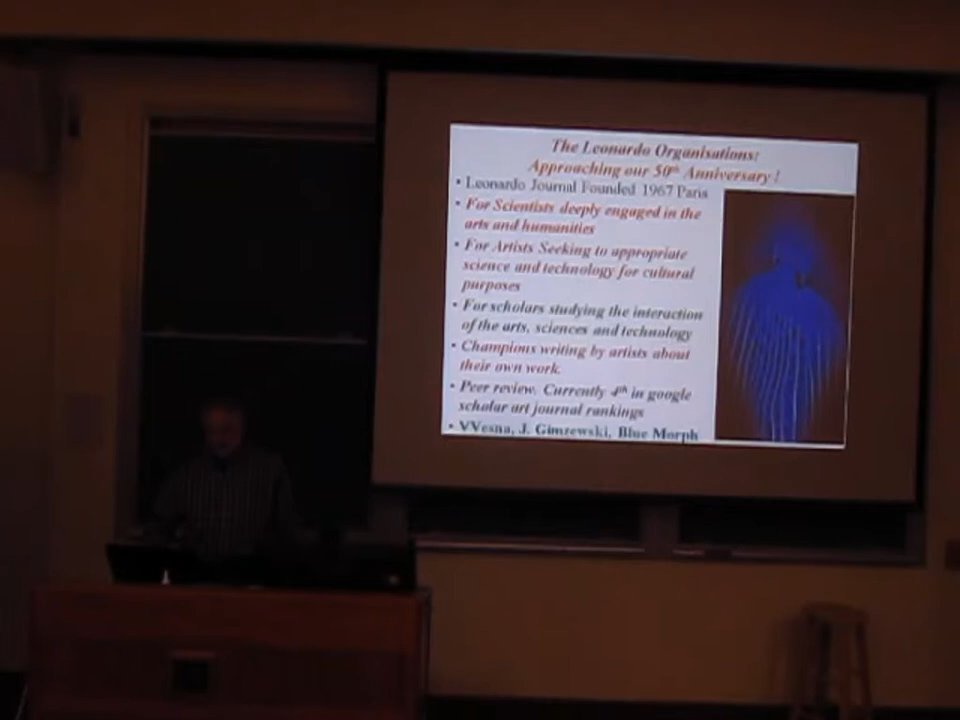 The Leonardo Organisations:
Approaching our 50th Anniversary !
• Leonardo Journal Founded 1967 Paris
• For Scientists deeply engaged in the
arts and humanities
• For Artists Seeking to appropriate
science and technology for cultural
purposes
• For scholars studying the interaction
of the arts, sciences and technology
• Champions writing by artists about
their own work.
• Peer review. Currently 4th in google
scholar art journal rankings
• VVesna, J. Gimzewski, Blue Morph